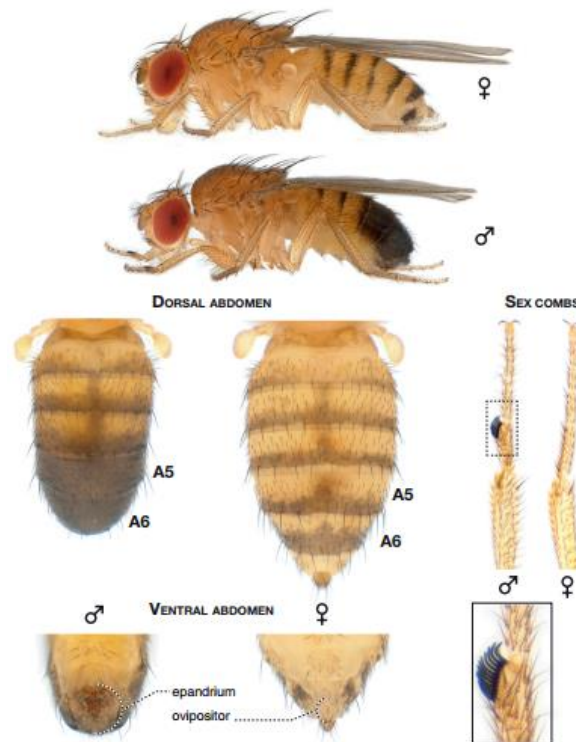 ♀
♂
DORSAL ABDOMEN
SEX COMBS
A5
A6
A5
A6
♂ ♀
♂ VENTRAL ABDOMEN ♀
epandrium
ovipositor